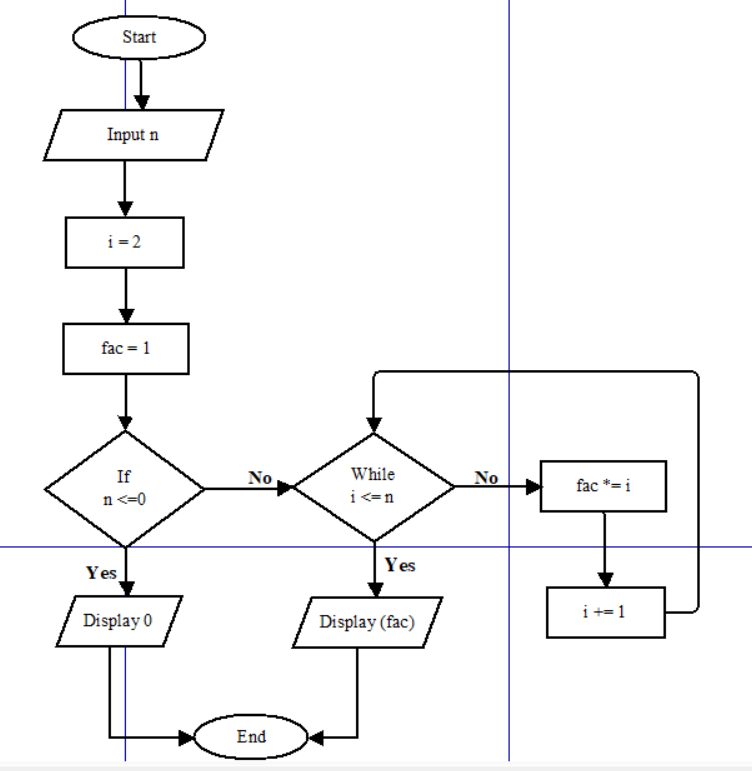 Start
Input n
i = 2
fac = 1
If
n <=0
No
While
i <= n
No
fac *= i
Yes
Yes
Display 0
Display (fac)
i += 1
End